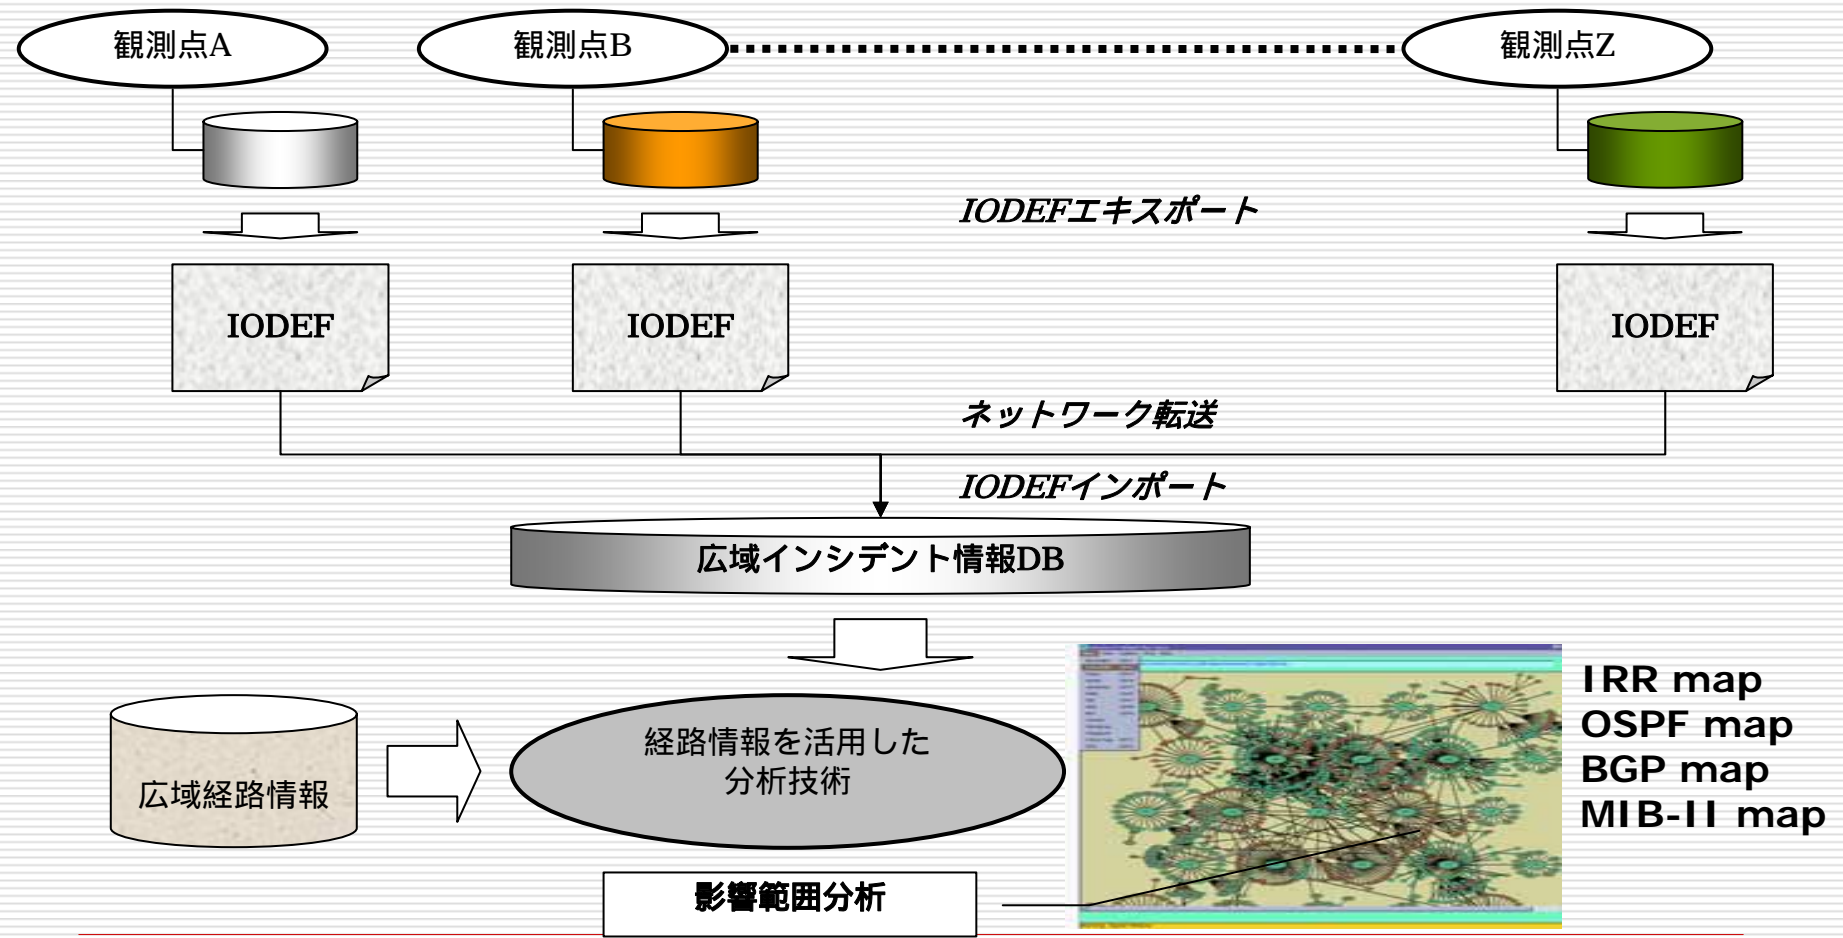 観測点A
観測点B
観測点Z
IODEFエキスポート
IODEF
IODEF
IODEF
ネットワーク転送
IODEFインポート
広域インシデント情報DB
広域経路情報
経路情報を活用した
分析技術
IRR map
OSPF map
BGP map
MIB-II map
影響範囲分析